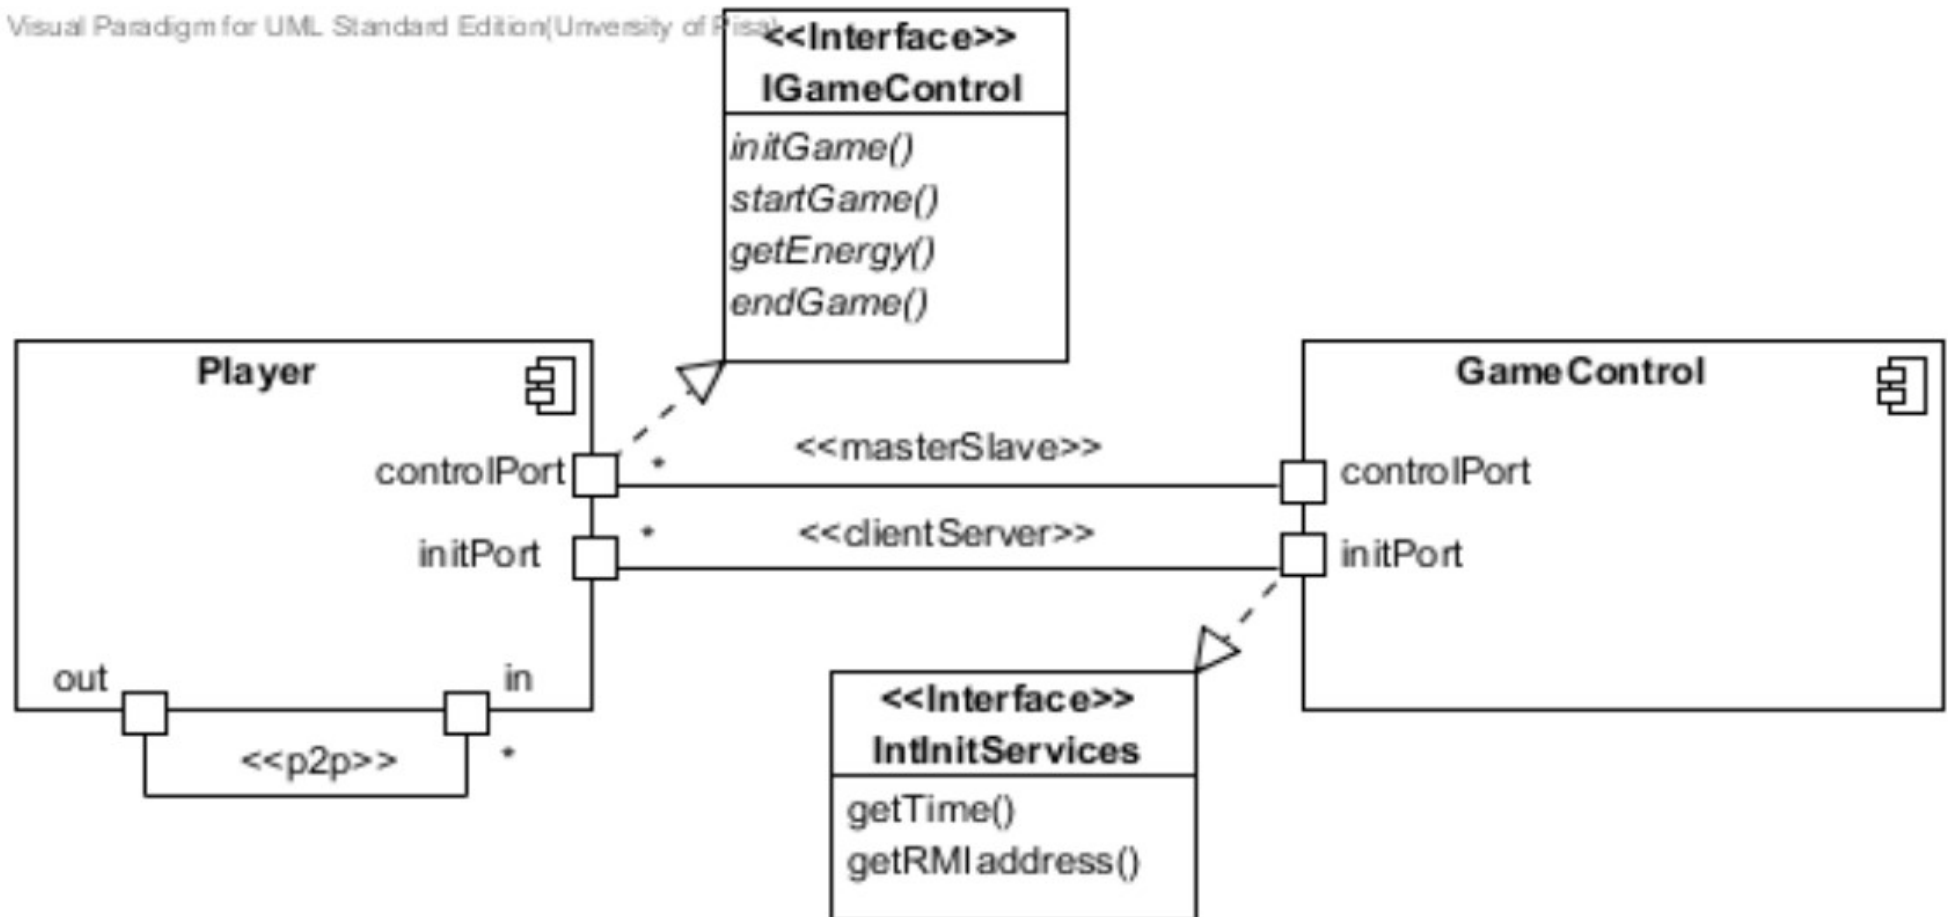 Visual Paradigm for UML Standard Edition(Unversity of Pisa)
<<Interface>>
IGameControl
initGame()
startGame()
getEnergy()
endGame()
Player
GameControl
<<masterSlave>>
controlPort
*
controlPort
<<clientServer>>
initPort
*
initPort
out
in
<<p2p>>
*
<<Interface>>
IntInitServices
getTime()
getRMIaddress()